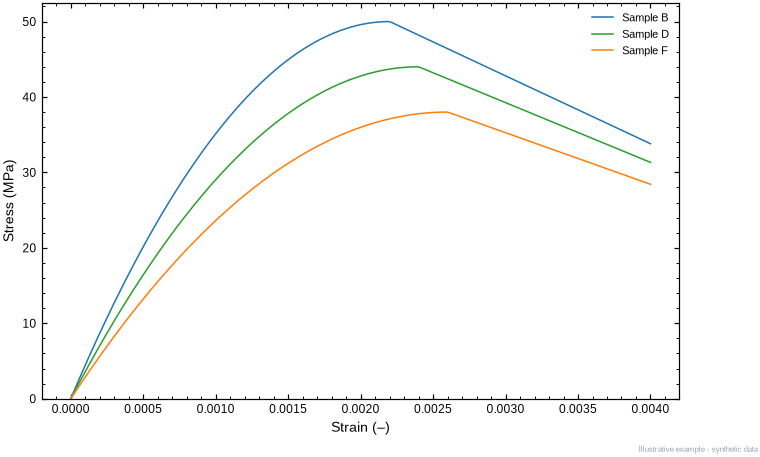 Sample B
Sample D
Sample F
Stress (MPa)
50
40
30
20
10
0
0.0000 0.0005 0.0010 0.0015 0.0020 0.0025 0.0030 0.0035 0.0040
Strain (–)
Illustrative example - synthetic data